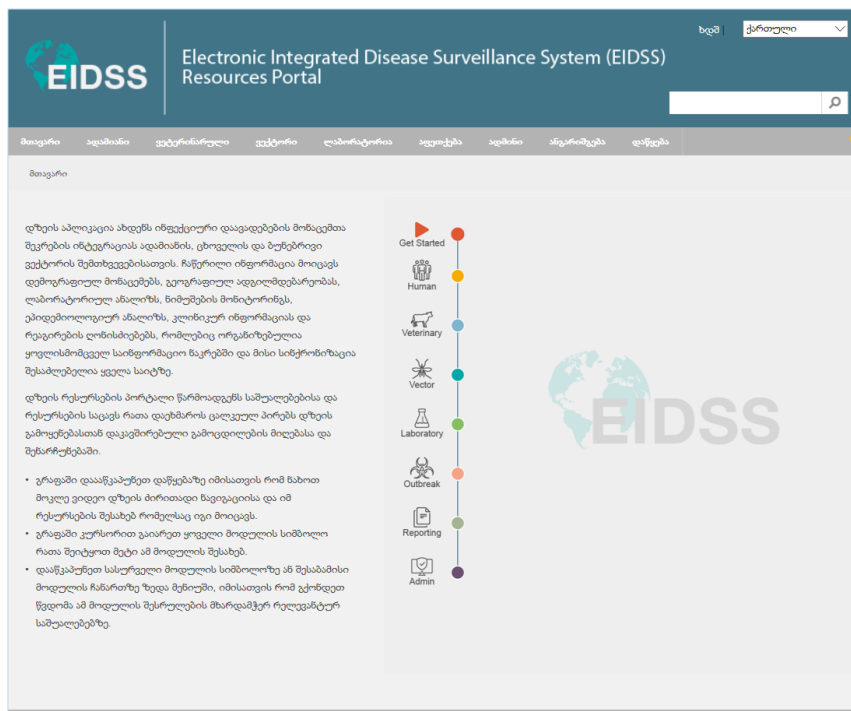 ხდშ
ქართული
EIDSS
Electronic Integrated Disease Surveillance System (EIDSS)
Resources Portal
მთავარი ადამიანი ვეტერინარული ვექტორი ლაბორატორია აფეთქება ადმინი ანგარიშგება დაწყება
მთავარი
დზეის აპლიკაცია ახდენს ინფექციური დაავადებების მონაცემთა
შეკრების ინტეგრაციას ადამიანის, ცხოველის და ბუნებრივი
ვექტორის შემთხვევებისათვის. ჩაწერილი ინფორმაცია მოიცავს
დემოგრაფიულ მონაცემებს, გეოგრაფიულ ადგილმდებარეობას,
ლაბორატორიულ ანალიზს, ნიმუშების მონიტორინგს,
ეპიდემიოლოგიურ ანალიზს, კლინიკურ ინფორმაციას და
რეაგირების ღონისძიებებს, რომლებიც ორგანიზებულია
ყოვლისმომცველ საინფორმაციო ნაკრებში და მისი სინქრონიზაცია
შესაძლებელია ყველა საიტზე.
დზეის რესურსების პორტალი წარმოადგენს საშუალებებისა და
რესურსების საცავს რათა დაეხმაროს ცალკეულ პირებს დზეის
გამოყენებასთან დაკავშირებული გამოცდილების მიღებასა და
შენარჩუნებაში.
• გრაფაში დაააწკაპუნეთ დაწყებაზე იმისათვის რომ ნახოთ
მოკლე ვიდეო დზეის ძირითადი ნავიგაციისა და იმ
რესურსების შესახებ რომელსაც იგი მოიცავს.
• გრაფაში კურსორით გაიარეთ ყოველი მოდულის სიმბოლო
რათა შეიტყოთ მეტი ამ მოდულის შესახებ.
• დააწკაპუნეთ სასურველი მოდულის სიმბოლოზე ან შესაბამისი
მოდულის ჩანართზე ზედა მენიუში, იმისათვის რომ გქონდეთ
წვდომა ამ მოდულის შესრულების მხარდამჭერ რელევანტურ
საშუალებებზე.
Get Started
Human
Veterinary
Vector
Laboratory
Outbreak
Reporting
Admin
EIDSS